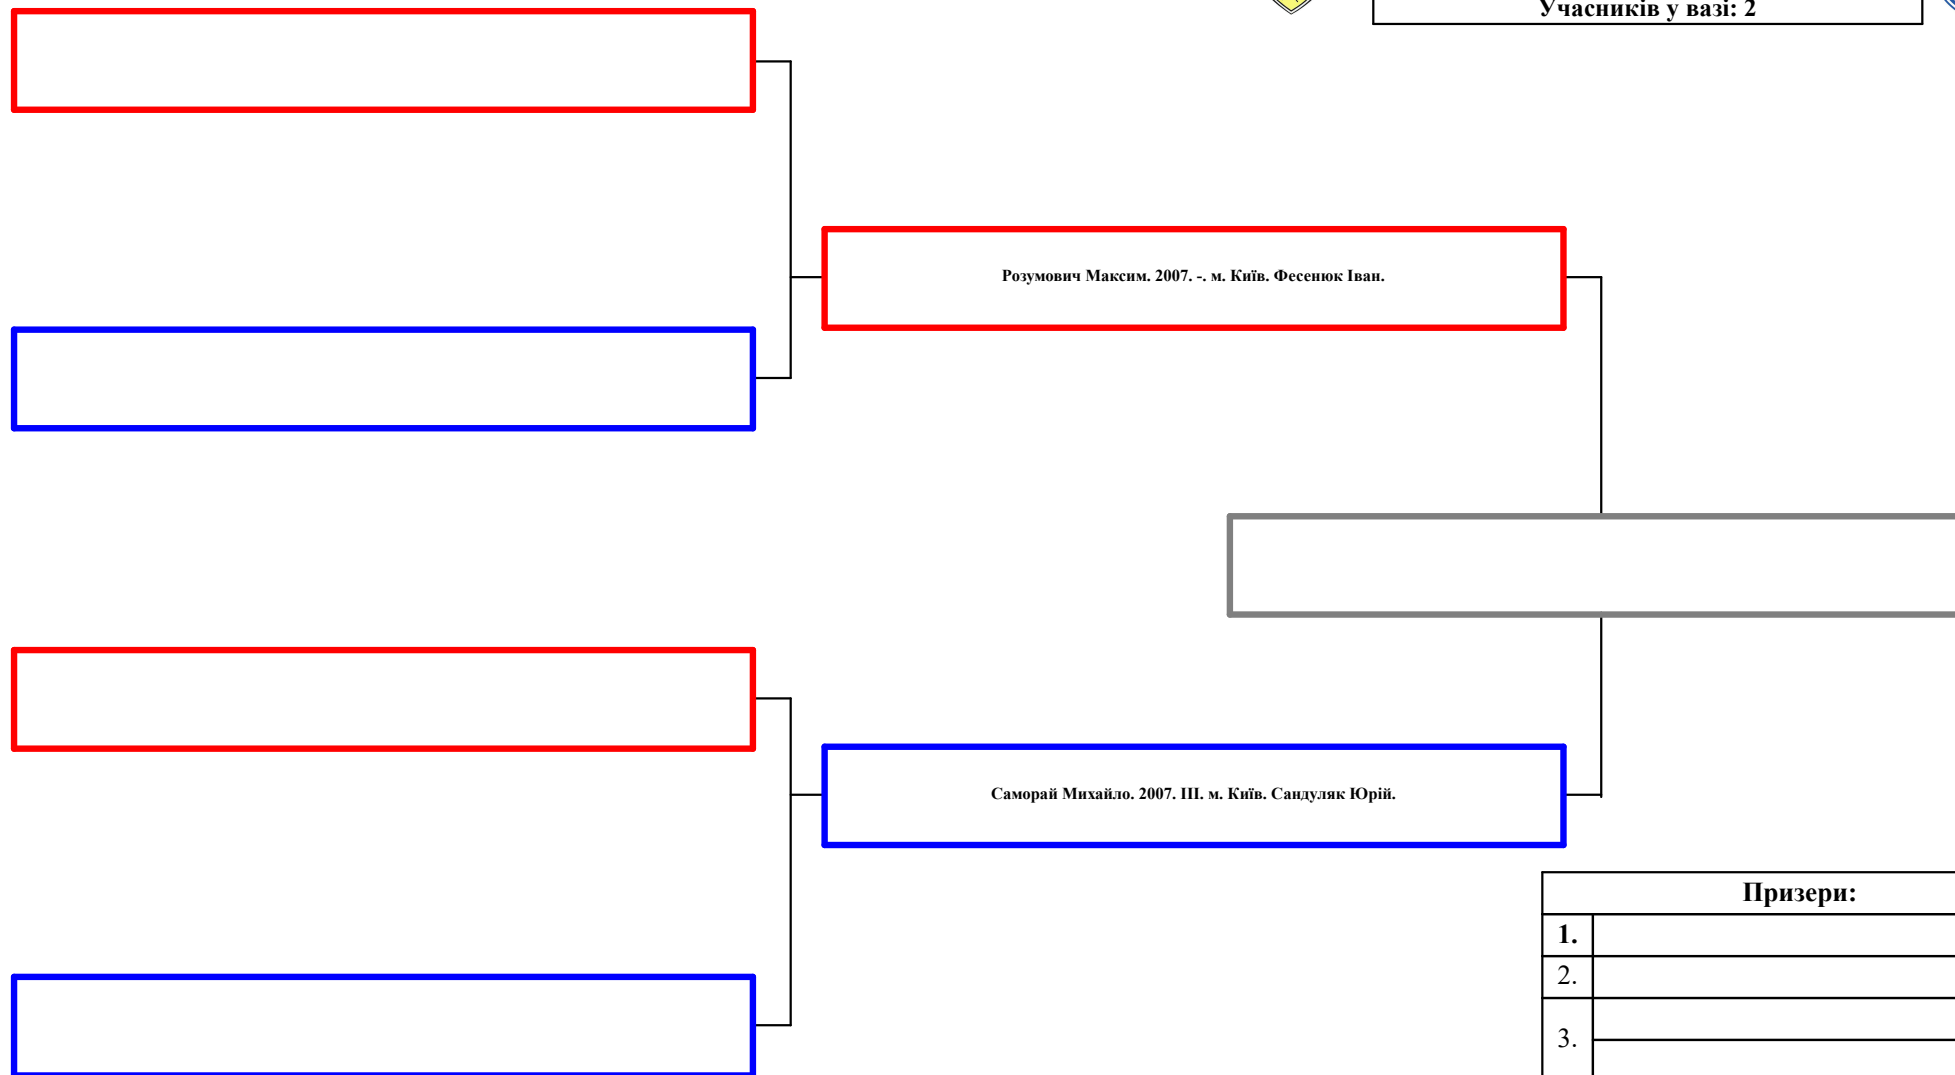 Учасників у вазі: 2
Розумович Максим. 2007. -. м. Київ. Фесенюк Іван.
Саморай Михайло. 2007. III. м. Київ. Сандуляк Юрій.
Призери:
1.
2.
3.